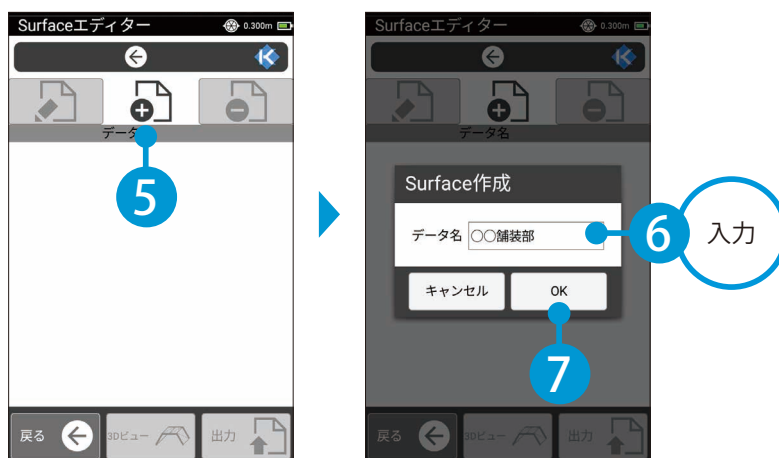 Surfaceエディター
0.300m
データ
5
戻る
3Dビュー
出力
Surfaceエディター
0.300m
データ名
Surface作成
データ名
○○舗装部
6
入力
キャンセル
OK
7
戻る
3Dビュー
出力